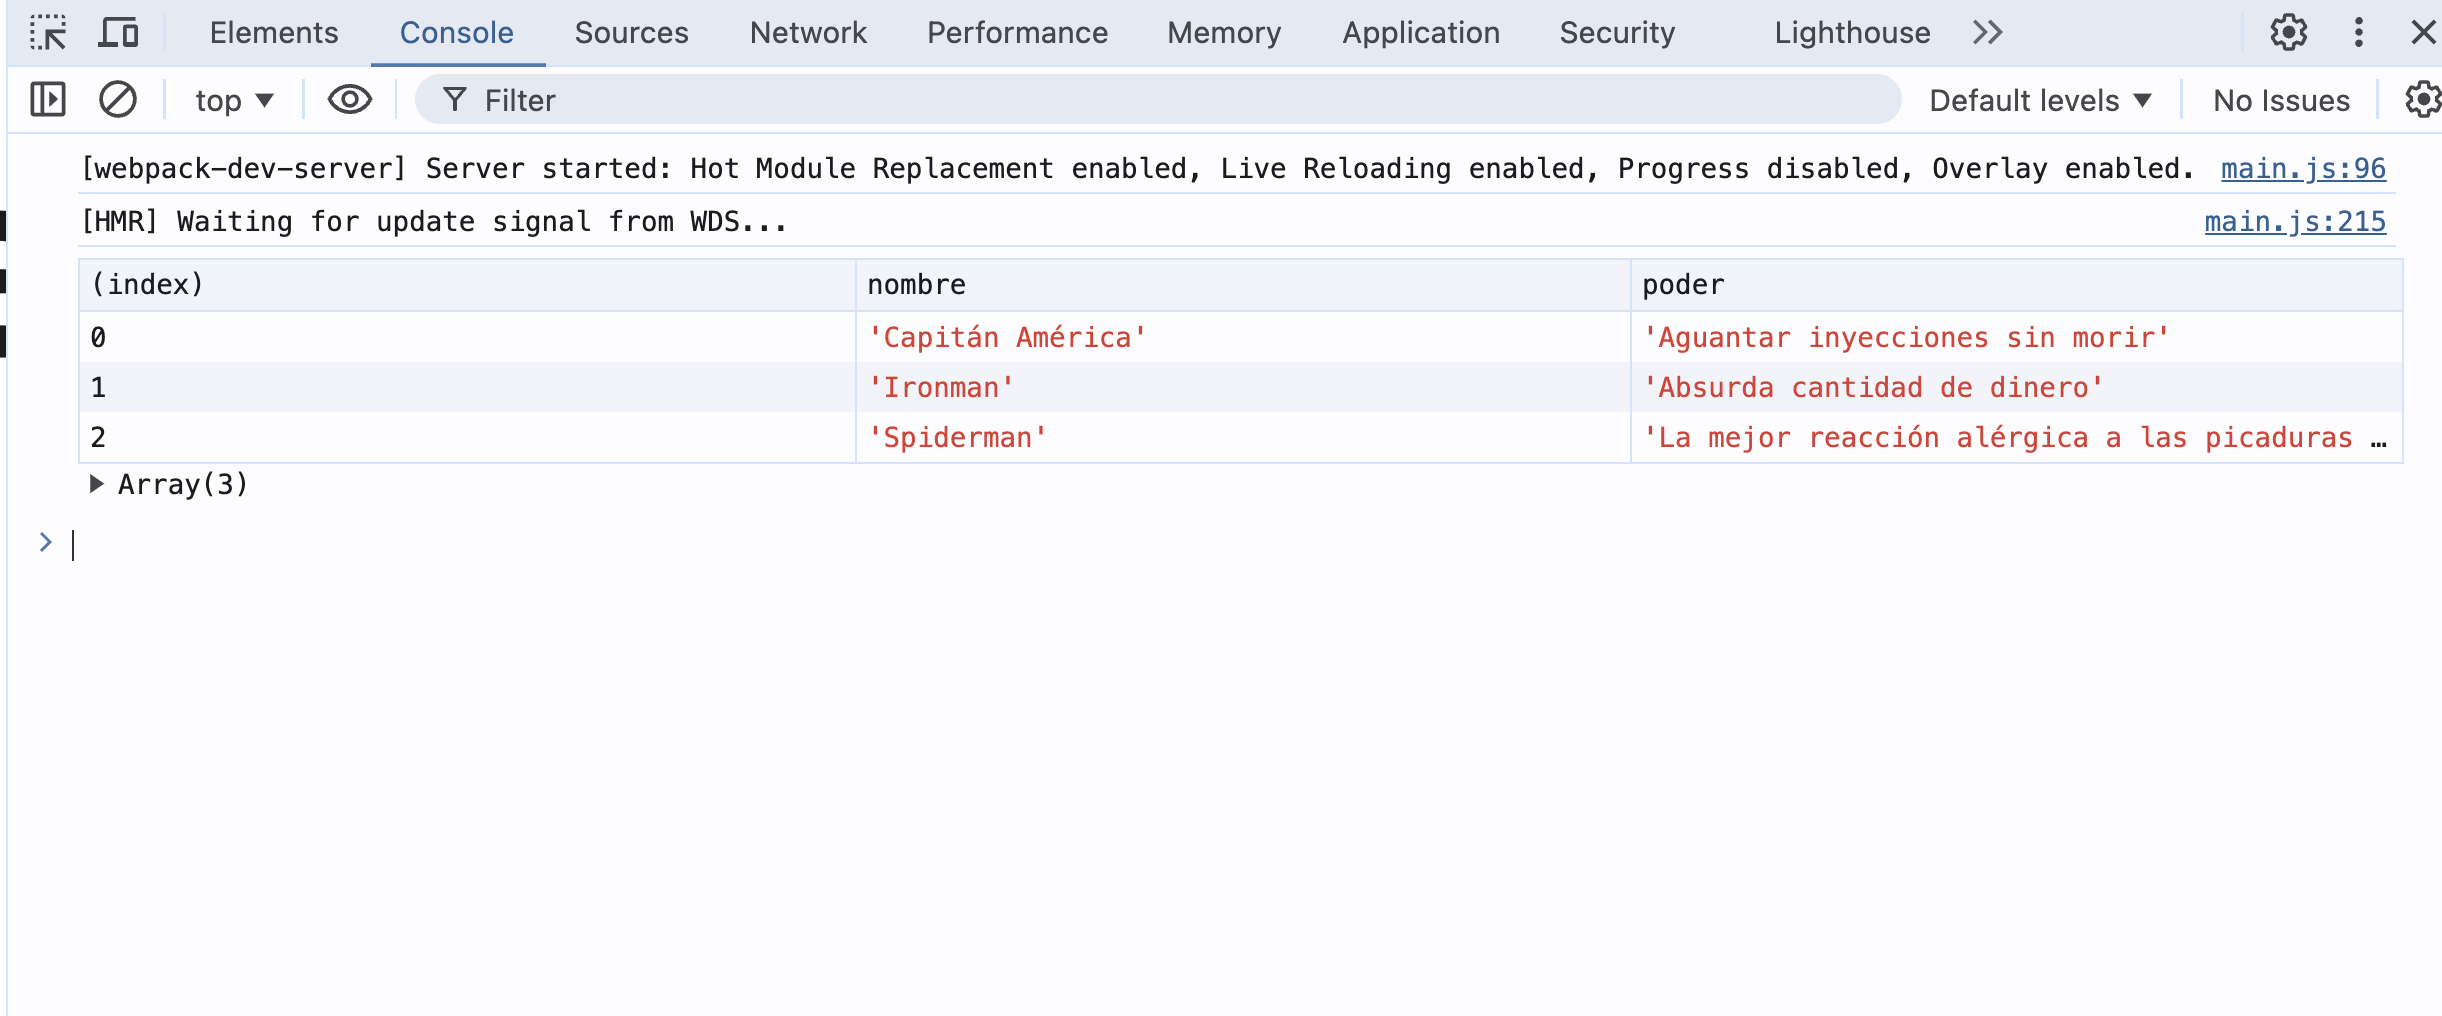 Elements Console Sources Network Performance Memory Application Security Lighthouse
top Filter Default levels No Issues
[webpack-dev-server] Server started: Hot Module Replacement enabled, Live Reloading enabled, Progress disabled, Overlay enabled. main.js:96
[HMR] Waiting for update signal from WDS... main.js:215
(index) nombre poder
0 'Capitán América' 'Aguantar inyecciones sin morir'
1 'Ironman' 'Absurda cantidad de dinero'
2 'Spiderman' 'La mejor reacción alérgica a las picaduras …
Array(3)